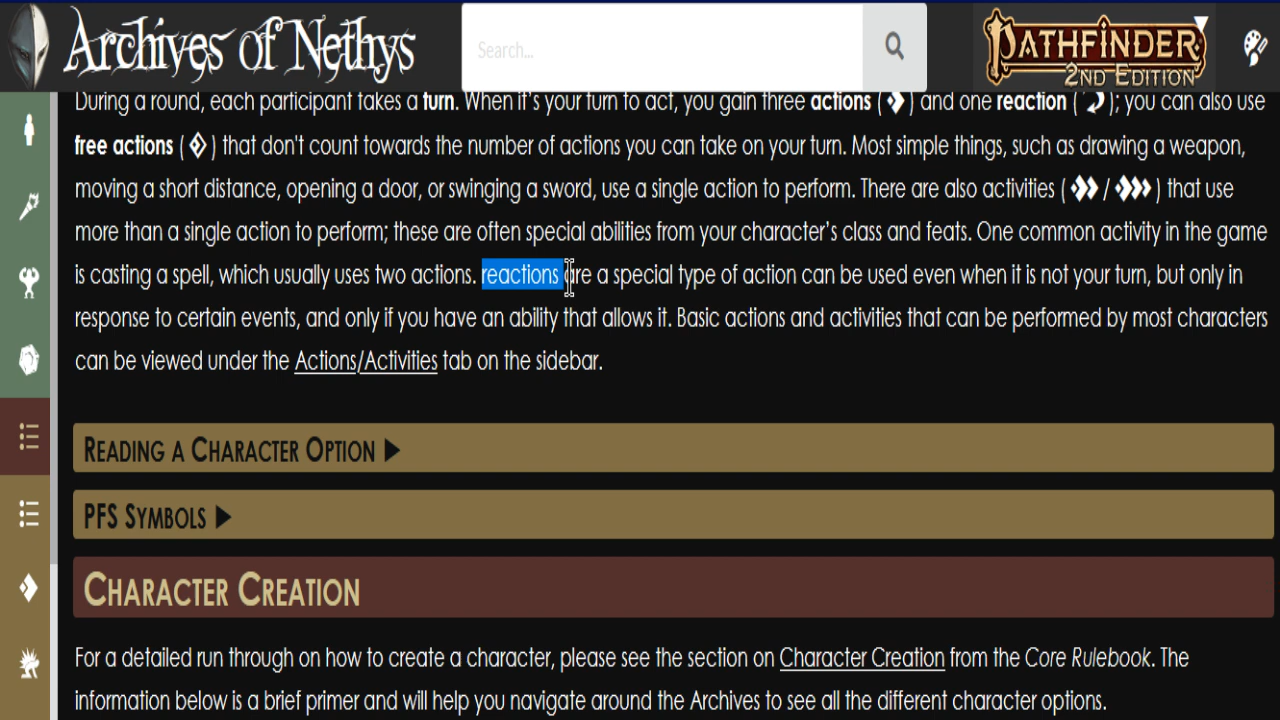 Archives of Nethys
Search...
PATHFINDER
2ND EDITION
During a round, each participant takes a turn. When it's your turn to act, you gain three actions ( ) and one reaction ( ); you can also use
free actions ( ) that don't count towards the number of actions you can take on your turn. Most simple things, such as drawing a weapon,
moving a short distance, opening a door, or swinging a sword, use a single action to perform. There are also activities ( / ) that use
more than a single action to perform; these are often special abilities from your character's class and feats. One common activity in the game
is casting a spell, which usually uses two actions. reactions are a special type of action can be used even when it is not your turn, but only in
response to certain events, and only if you have an ability that allows it. Basic actions and activities that can be performed by most characters
can be viewed under the Actions/Activities tab on the sidebar.
READING A CHARACTER OPTION
PFS SYMBOLS
CHARACTER CREATION
For a detailed run through on how to create a character, please see the section on Character Creation from the Core Rulebook. The
information below is a brief primer and will help you navigate around the Archives to see all the different character options.